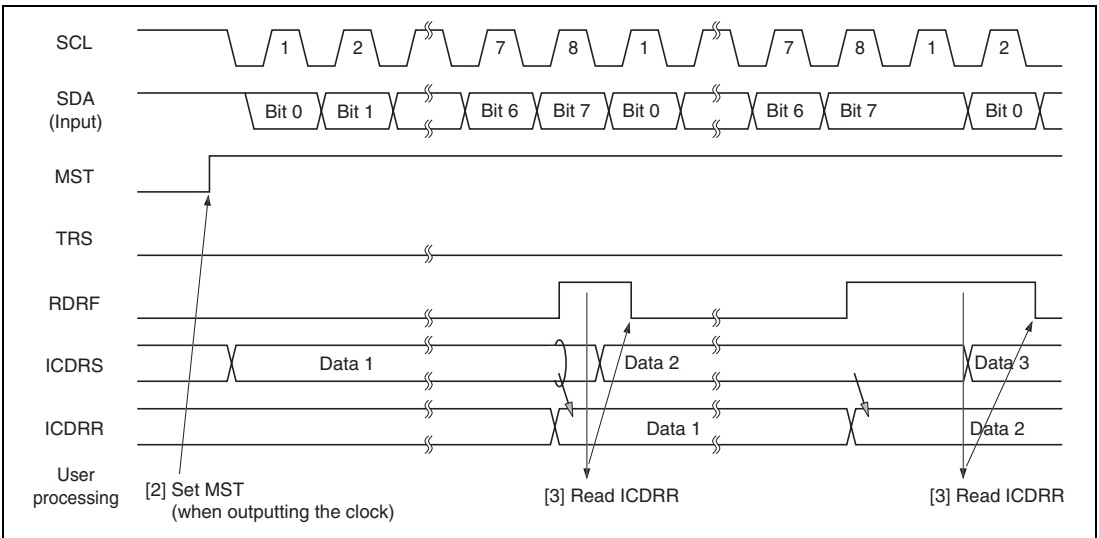 SCL 1 2 7 8 1 7 8 1 2
SDA
(Input) Bit 0 Bit 1 Bit 6 Bit 7 Bit 0 Bit 6 Bit 7 Bit 0
MST
TRS
RDRF
ICDRS Data 1 Data 2 Data 3
ICDRR Data 1 Data 2
User
processing [2] Set MST [3] Read ICDRR [3] Read ICDRR
(when outputting the clock)